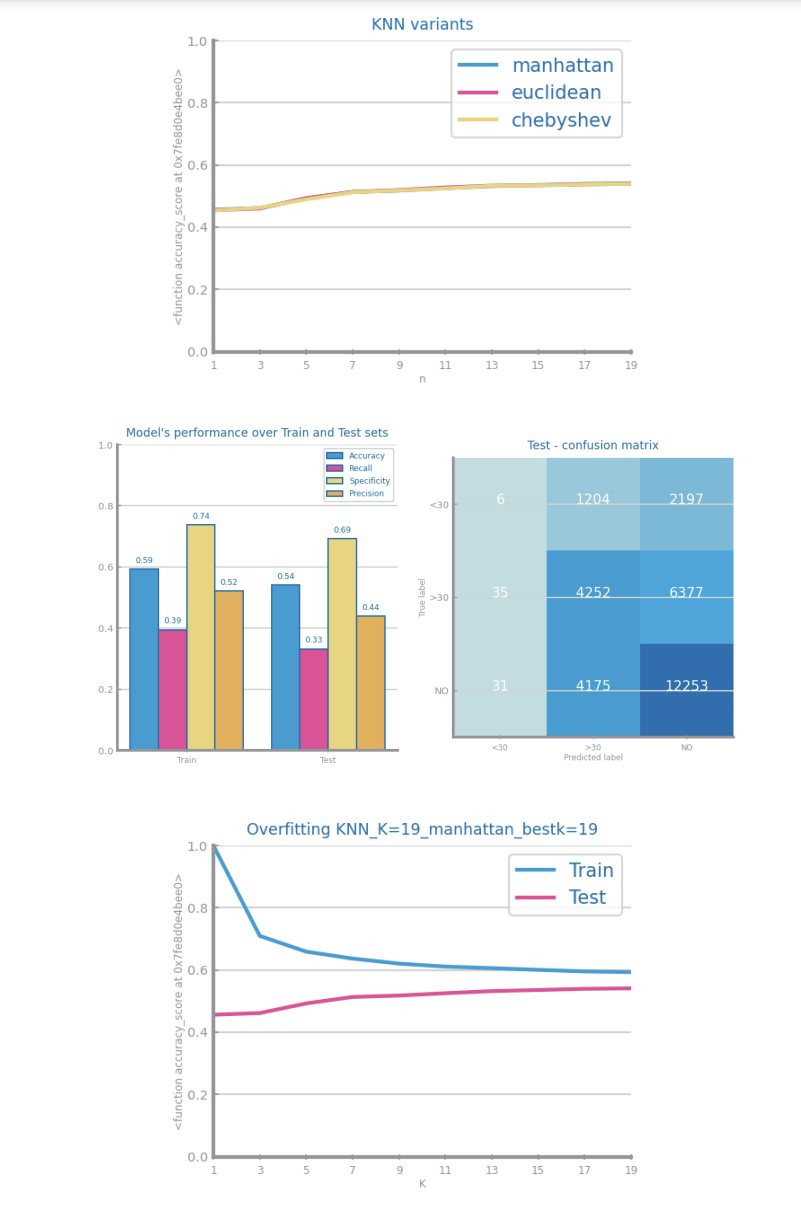 KNN variants
1.0
0.8
0.6
0.4
0.2
0.0
<function accuracy_score at 0x7fe8d0e4bee0>
manhattan
euclidean
chebyshev
1 3 5 7 9 11 13 15 17 19
n
Model's performance over Train and Test sets
1.0
0.8
0.6
0.4
0.2
0.0
Accuracy
Recall
Specificity
Precision
0.59 0.39 0.74 0.52 0.54 0.33 0.69 0.44
Train Test
Test - confusion matrix
True label
<30 6 1204 2197
>30 35 4252 6377
NO 31 4175 12253
<30 >30 NO
Predicted label
Overfitting KNN_K=19_manhattan_bestk=19
1.0
0.8
0.6
0.4
0.2
0.0
<function accuracy_score at 0x7fe8d0e4bee0>
Train
Test
1 3 5 7 9 11 13 15 17 19
K